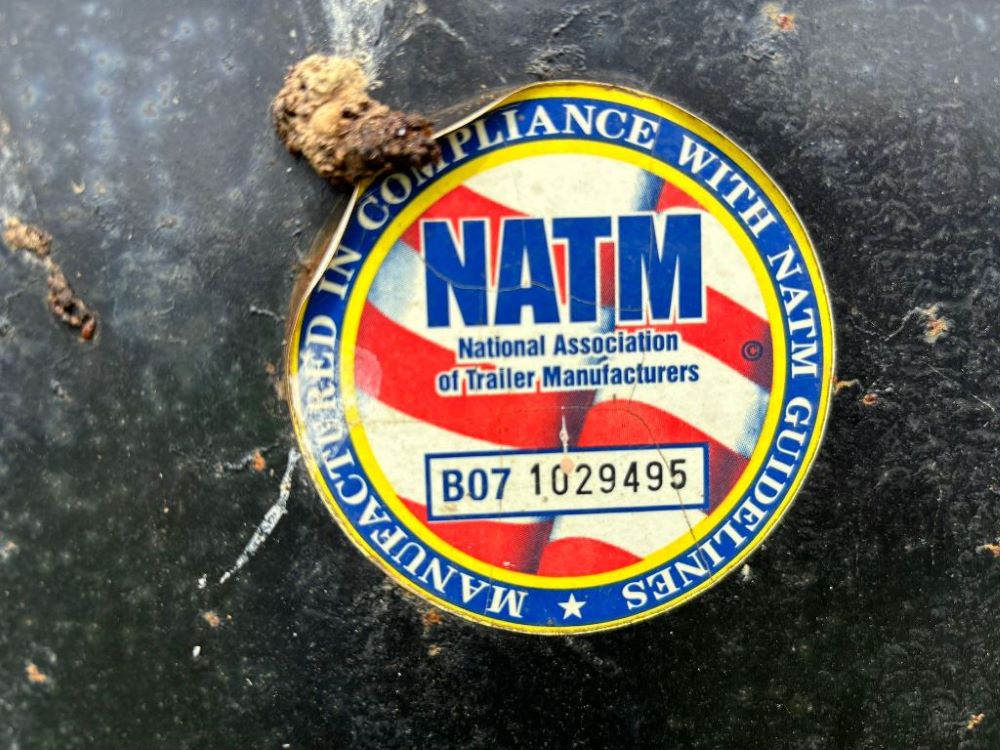 MANUFACTURED IN COMPLIANCE WITH NATM GUIDELINES ★
NATM
National Association
of Trailer Manufacturers
©
B07 1029495